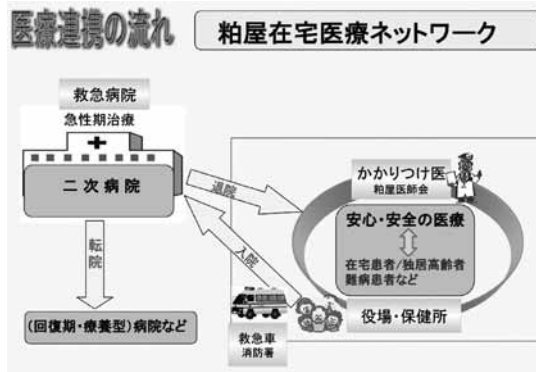 医療連携の流れ
粕屋在宅医療ネットワーク
救急病院
急性期治療
二次病院
退院
入院
転院
(回復期・療養型)病院など
かかりつけ医
粕屋医師会
安心・安全の医療
在宅患者/独居高齢者
難病患者など
役場・保健所
救急車
消防署